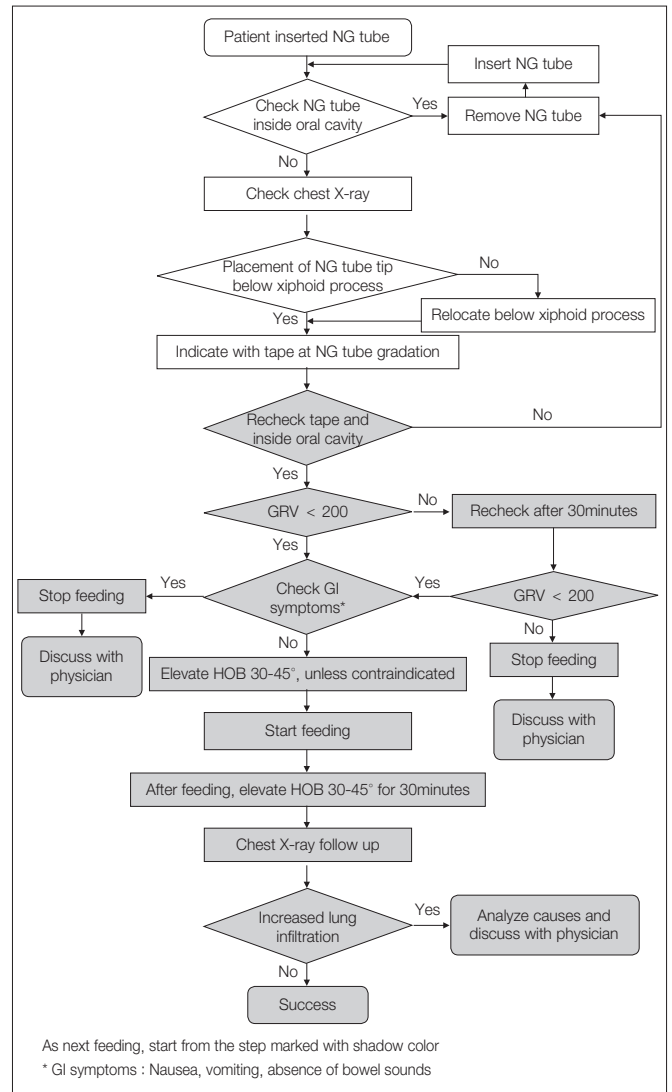 Patient inserted NG tube
Insert NG tube
Check NG tube
inside oral cavity
Yes
Remove NG tube
No
Check chest X-ray
Placement of NG tube tip
below xiphoid process
No
Yes
Relocate below xiphoid process
Indicate with tape at NG tube gradation
Recheck tape and
inside oral cavity
No
Yes
GRV < 200
No
Recheck after 30minutes
Yes
Stop feeding
Yes
Check GI
symptoms*
Yes
GRV < 200
Discuss with
physician
No
No
Elevate HOB 30-45°, unless contraindicated
Stop feeding
Start feeding
Discuss with
physician
After feeding, elevate HOB 30-45° for 30minutes
Chest X-ray follow up
Increased lung
infiltration
Yes
Analyze causes and
discuss with physician
No
Success
As next feeding, start from the step marked with shadow color
* GI symptoms : Nausea, vomiting, absence of bowel sounds